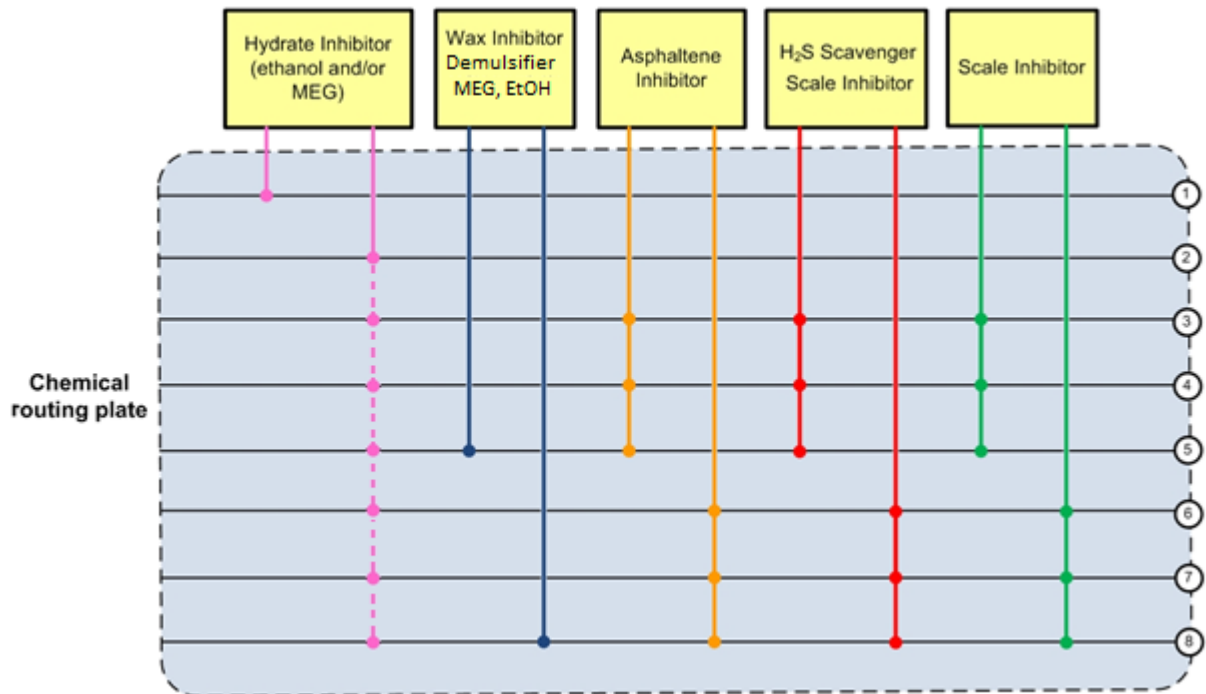 Hydrate Inhibitor
(ethanol and/or
MEG)
Wax Inhibitor
Demulsifier
MEG, EtOH
Asphaltene
Inhibitor
H₂S Scavenger
Scale Inhibitor
Scale Inhibitor
Chemical
routing plate
1
2
3
4
5
6
7
8